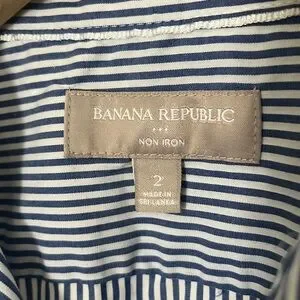 BANANA REPUBLIC
NON IRON
2
MADE IN
SRI LANKA